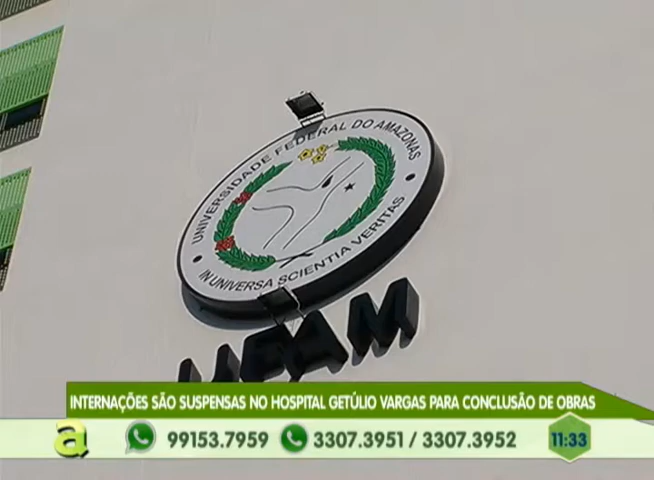 UNIVERSIDADE FEDERAL DO AMAZONAS
IN UNIVERSA SCIENTIA VERITAS
UFAM
INTERNAÇÕES SÃO SUSPENSAS NO HOSPITAL GETÚLIO VARGAS PARA CONCLUSÃO DE OBRAS
a 99153.7959 3307.3951 / 3307.3952 11:33